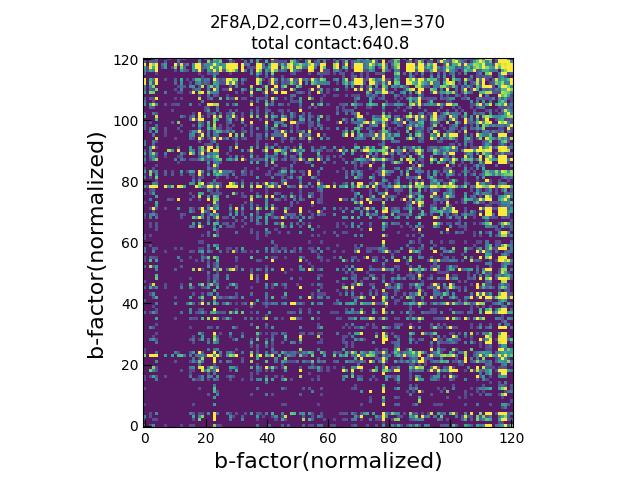 2F8A,D2,corr=0.43,len=370
total contact:640.8
120
100
80
60
40
20
0
b-factor(normalized)
0 20 40 60 80 100 120
b-factor(normalized)